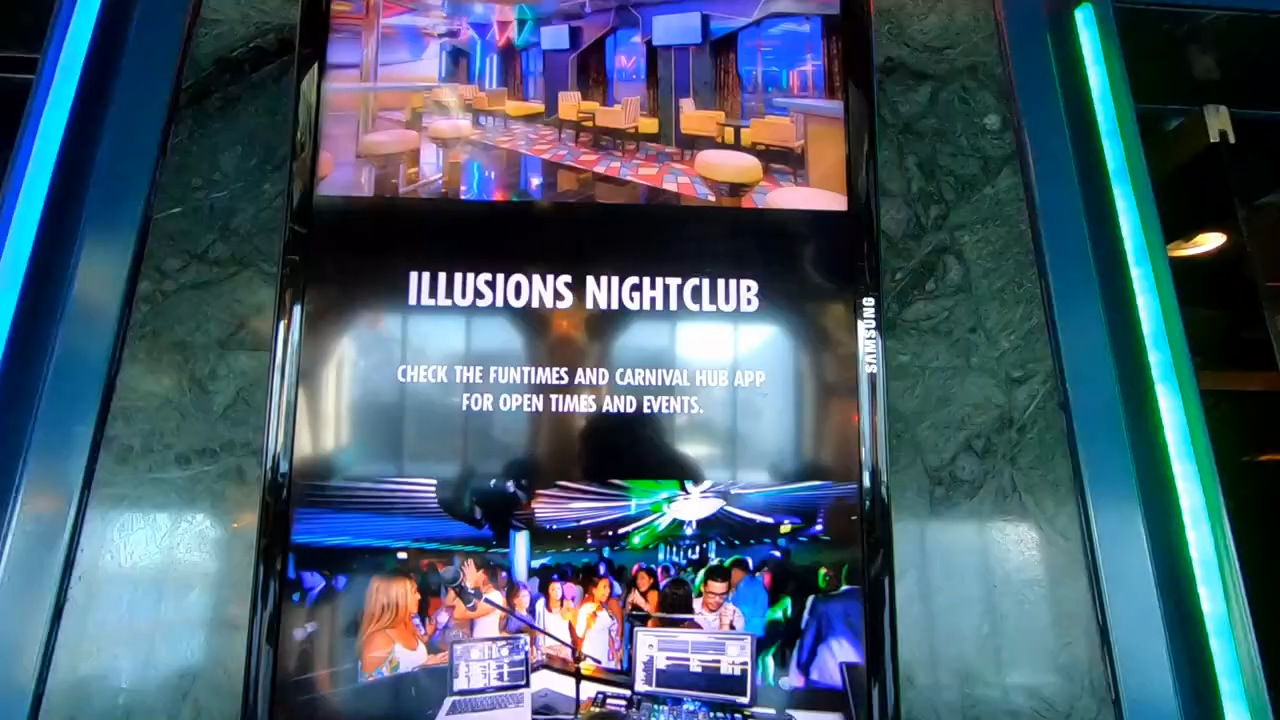 ILLUSIONS NIGHTCLUB
SAMSUNG
CHECK THE FUNTIMES AND CARNIVAL HUB APP
FOR OPEN TIMES AND EVENTS.